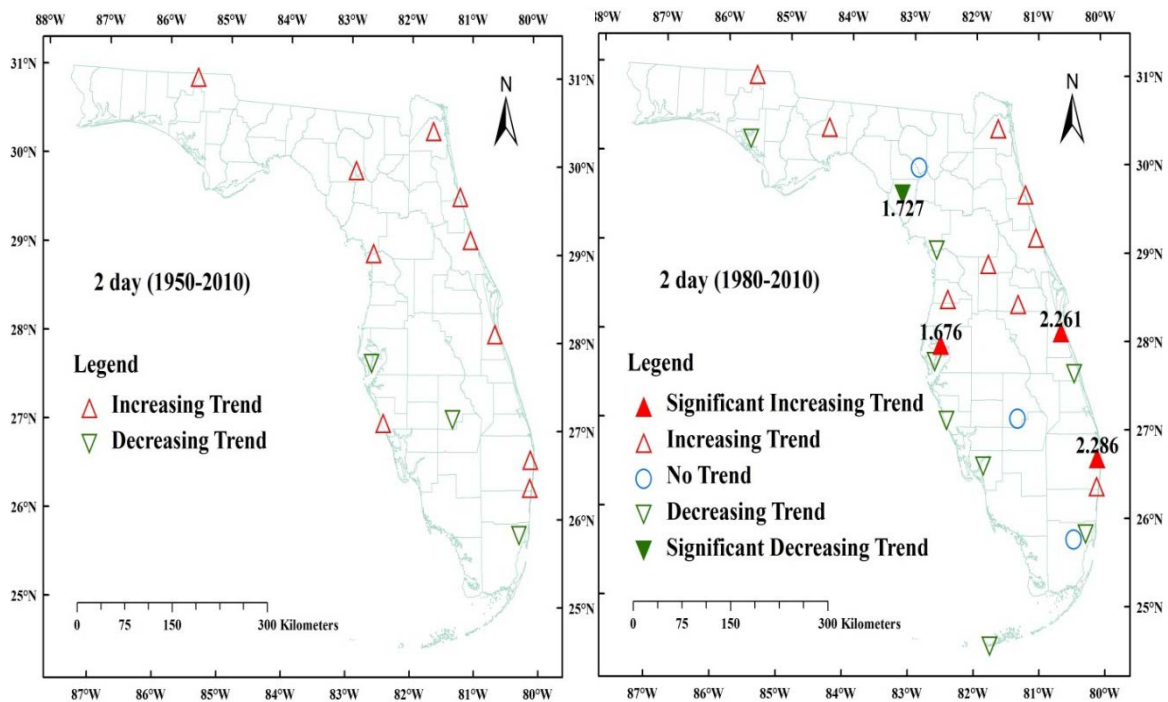 88°W 87°W 86°W 85°W 84°W 83°W 82°W 81°W 80°W
31°N
30°N
29°N
28°N
27°N
26°N
25°N
N
2 day (1950-2010)
Legend
Increasing Trend
Decreasing Trend
0 75 150 300 Kilometers
87°W 86°W 85°W 84°W 83°W 82°W 81°W 80°W
88°W 87°W 86°W 85°W 84°W 83°W 82°W 81°W 80°W
31°N
30°N
29°N
28°N
27°N
26°N
25°N
N
1.727
2 day (1980-2010)
2.261
1.676
2.286
Legend
Significant Increasing Trend
Increasing Trend
No Trend
Decreasing Trend
Significant Decreasing Trend
0 75 150 300 Kilometers
87°W 86°W 85°W 84°W 83°W 82°W 81°W 80°W